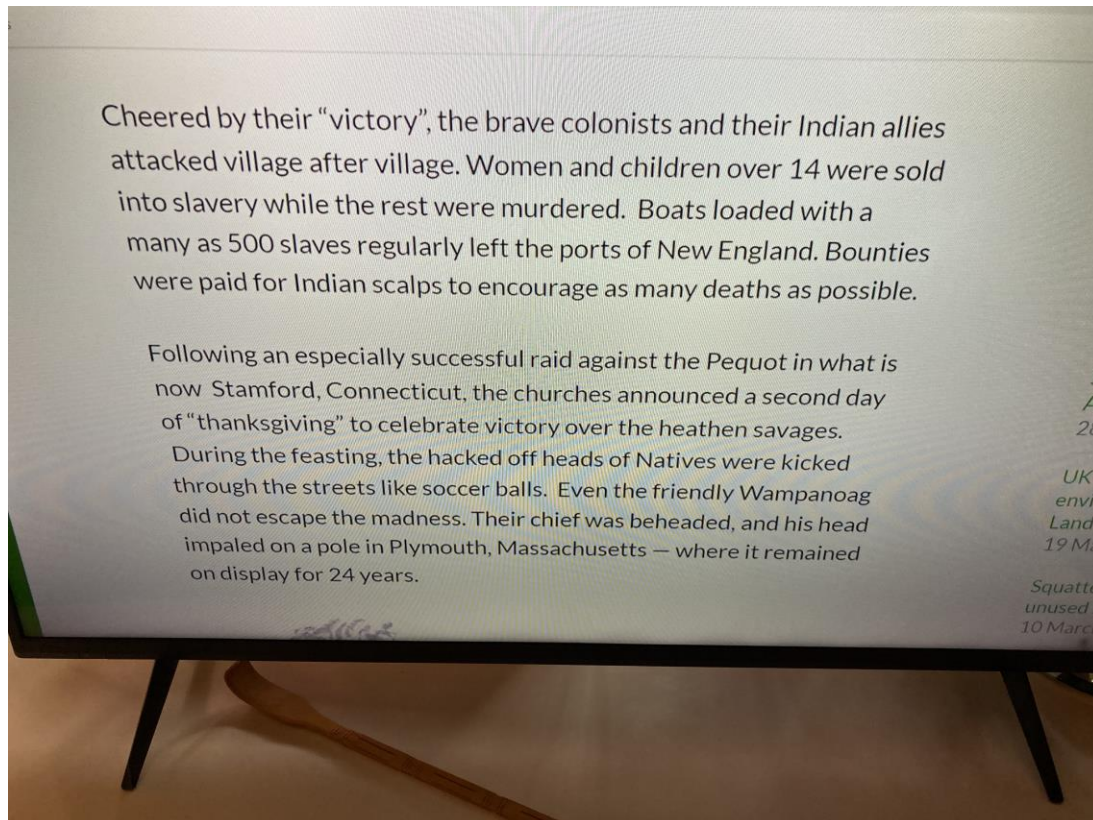 Cheered by their “victory”, the brave colonists and their Indian allies
attacked village after village. Women and children over 14 were sold
into slavery while the rest were murdered.  Boats loaded with a
many as 500 slaves regularly left the ports of New England. Bounties
were paid for Indian scalps to encourage as many deaths as possible.
Following an especially successful raid against the Pequot in what is
now  Stamford, Connecticut, the churches announced a second day
of “thanksgiving” to celebrate victory over the heathen savages.
During the feasting, the hacked off heads of Natives were kicked
through the streets like soccer balls.  Even the friendly Wampanoag
did not escape the madness. Their chief was beheaded, and his head
impaled on a pole in Plymouth, Massachusetts — where it remained
on display for 24 years.
UK
Land
19
unused
10